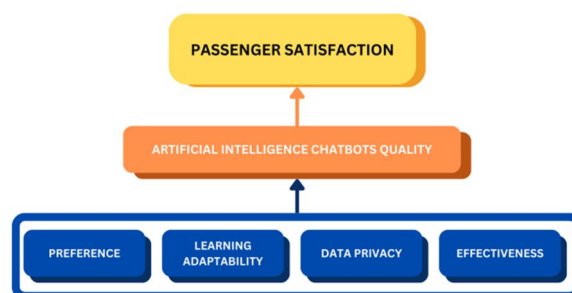 PASSENGER SATISFACTION
ARTIFICIAL INTELLIGENCE CHATBOTS QUALITY
PREFERENCE
LEARNING
ADAPTABILITY
DATA PRIVACY
EFFECTIVENESS